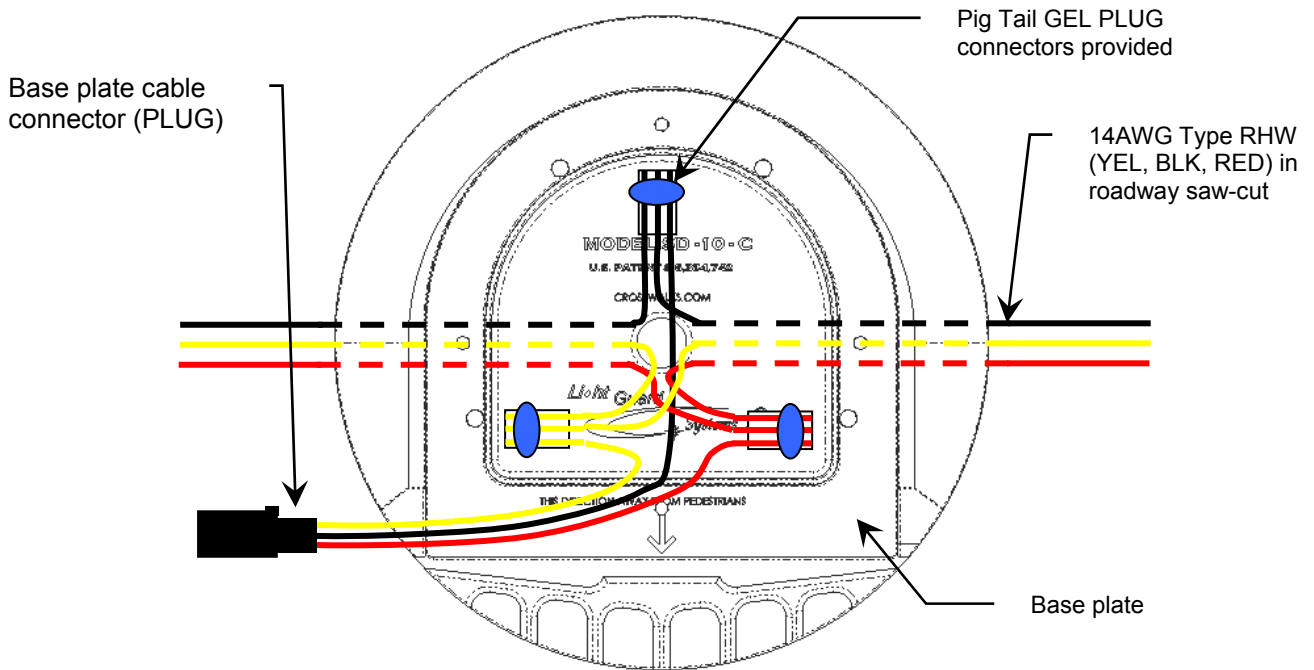 Pig Tail GEL PLUG
connectors provided
Base plate cable
connector (PLUG)
14AWG Type RHW
(YEL, BLK, RED) in
roadway saw-cut
MODEL SD-10-C
U.S. PATENT
CROSSWALKS.COM
Light Guard
Systems
THIS DIRECTION AWAY FROM PEDESTRIANS
Base plate